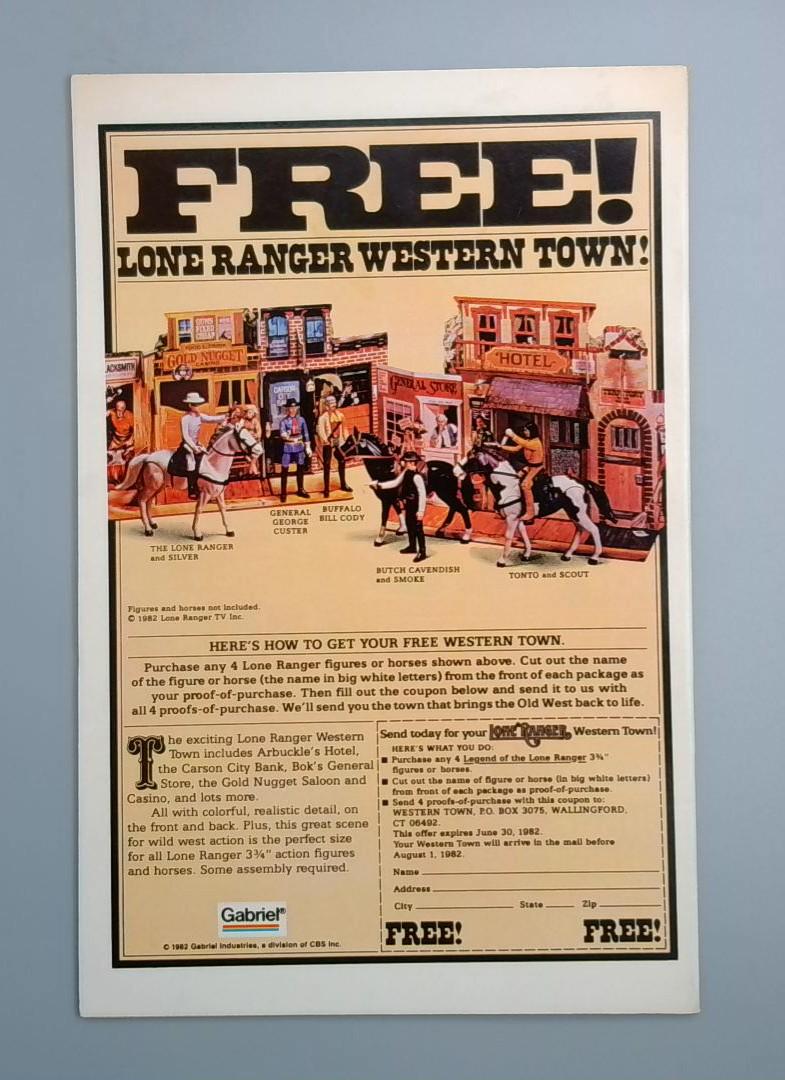 FREE!
LONE RANGER WESTERN TOWN!
GOLD NUGGET
CASINO
ACKSMITH
GENERAL STORE
HOTEL
THE LONE RANGER
and SILVER
GENERAL
GEORGE
CUSTER
BUFFALO
BILL CODY
BUTCH CAVENDISH
and SMOKE
TONTO and SCOUT
Figures and horses not included.
© 1982 Lone Ranger TV Inc.
HERE'S HOW TO GET YOUR FREE WESTERN TOWN.
Purchase any 4 Lone Ranger figures or horses shown above. Cut out the name
of the figure or horse (the name in big white letters) from the front of each package as
your proof-of-purchase. Then fill out the coupon below and send it to us with
all 4 proofs-of-purchase. We'll send you the town that brings the Old West back to life.
The exciting Lone Ranger Western
Town includes Arbuckle's Hotel,
the Carson City Bank, Bok's General
Store, the Gold Nugget Saloon and
Casino, and lots more.
All with colorful, realistic detail, on
the front and back. Plus, this great scene
for wild west action is the perfect size
for all Lone Ranger 3¾" action figures
and horses. Some assembly required.
Gabriel®
© 1982 Gabriel Industries, a division of CBS Inc.
Send today for your LONE RANGER Western Town!
HERE'S WHAT YOU DO:
■ Purchase any 4 Legend of the Lone Ranger 3¾"
figures or horses.
■ Cut out the name of figure or horse (in big white letters)
from front of each package as proof-of-purchase.
■ Send 4 proofs-of-purchase with this coupon to:
WESTERN TOWN, P.O. BOX 3075, WALLINGFORD,
CT 06492.
This offer expires June 30, 1982.
Your Western Town will arrive in the mail before
August 1, 1982.
Name
Address
City State Zip
FREE! FREE!